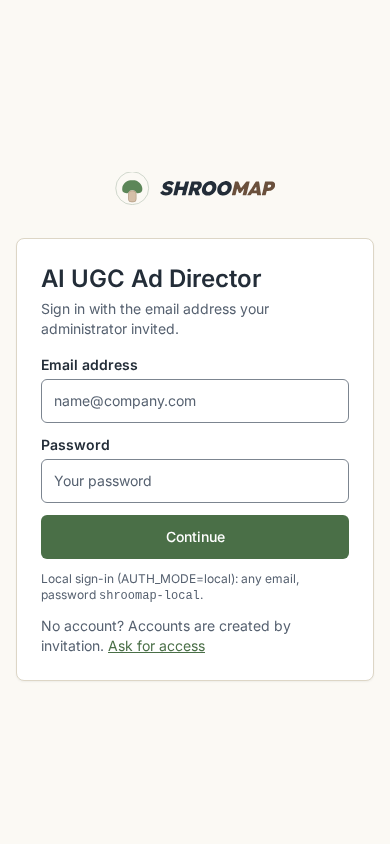 SHROOMAP
AI UGC Ad Director
Sign in with the email address your
administrator invited.
Email address
name@company.com
Password
Your password
Continue
Local sign-in (AUTH_MODE=local): any email,
password shroomap-local.
No account? Accounts are created by
invitation. Ask for access